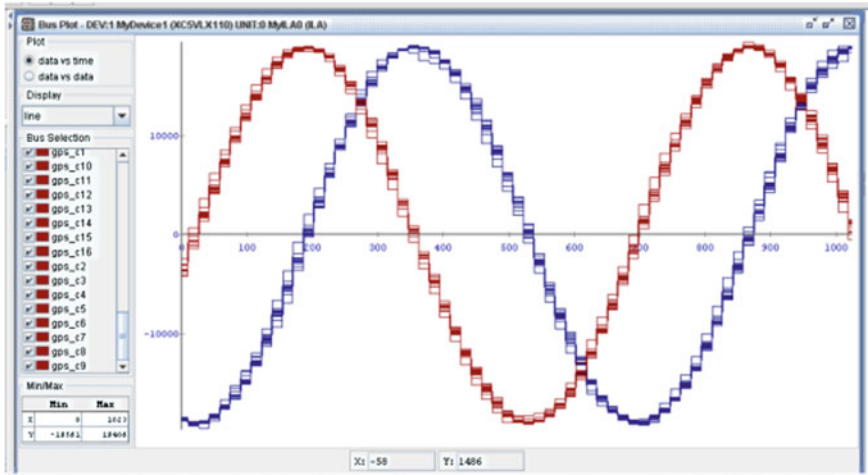 Bus Plot - DEV:1 MyDevice1 (XC5VLX110) UNIT:0 MyILA0 (ILA)
Plot
data vs time
data vs data
Display
line
Bus Selection
gps_c1
gps_c10
gps_c11
gps_c12
gps_c13
gps_c14
gps_c15
gps_c16
gps_c2
gps_c3
gps_c4
gps_c5
gps_c6
gps_c7
gps_c8
gps_c9
Min/Max
Min Max
X
Y
10000
0
-10000
0 100 200 300 400 500 600 700 800 900 1000
X: -58 Y: 1486